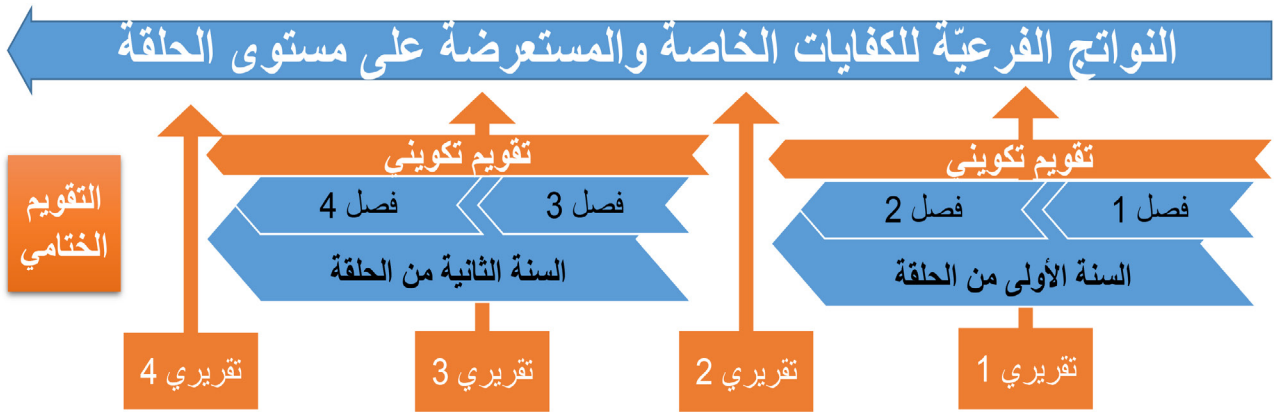 النواتج الفرعيّة للكفايات الخاصة والمستعرضة على مستوى الحلقة
تقويم تكويني
تقويم تكويني
فصل 1
فصل 2
فصل 3
فصل 4
السنة الأولى من الحلقة
السنة الثانية من الحلقة
التقويم
الختامي
تقريري 1
تقريري 2
تقريري 3
تقريري 4